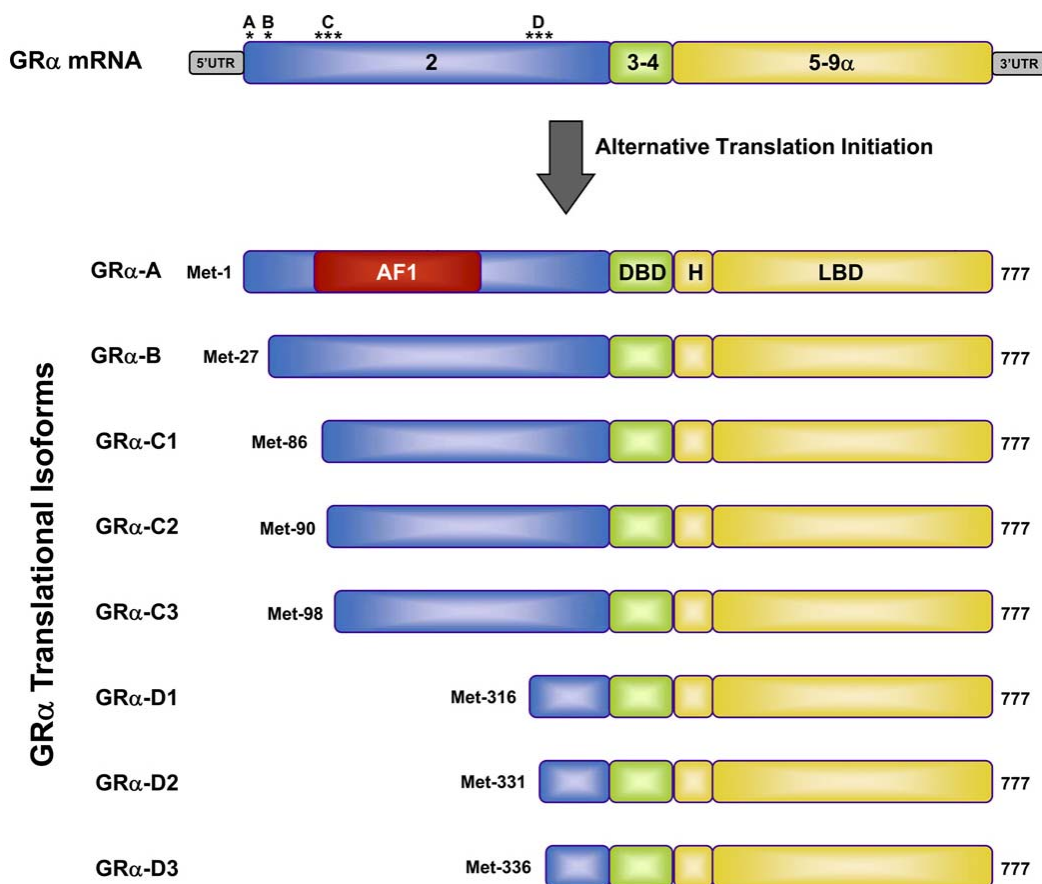 A B C D
* * *** ***
GRα mRNA 5'UTR 2 3-4 5-9α 3'UTR
Alternative Translation Initiation
GRα-A Met-1 AF1 DBD H LBD 777
GRα-B Met-27 777
GRα-C1 Met-86 777
GRα-C2 Met-90 777
GRα-C3 Met-98 777
GRα-D1 Met-316 777
GRα-D2 Met-331 777
GRα-D3 Met-336 777
GRα Translational Isoforms